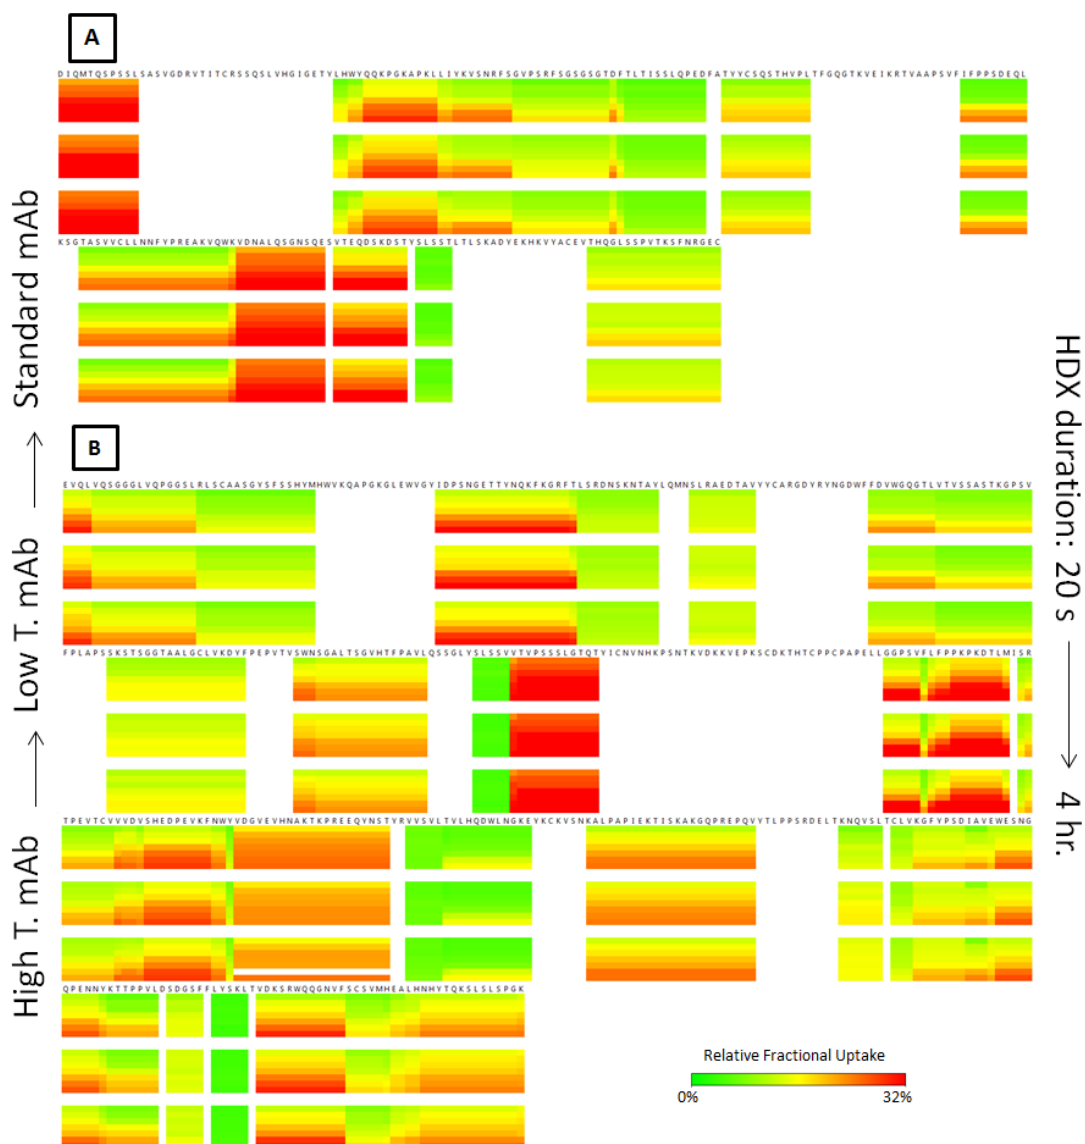 A
DIQMTQSPSSLSASVGDRVTITCRSSQSLVHGIGETYLHWYQQKPGKAPKLLIYKVSNRFSGVPSRFSGSGSGTDFTLTISSLQPEDFATYYCSQSTHVPLTFGQGTKVEIKRTVAAPSVFIFPPSDEQL
KSGTASVVCLLNNFYPREAKVQWKVDNALQSGNSQESVTEQDSKDSTYSLSSTLTLSKADYEKHKVYACEVTHQGLSSPVTKSFNRGEC
B
EVQLVQSGGGLVQPGGSLRLSCAASGYSFSSHYMHWVKQAPGKGLEWVGYIDPSNGETTYNQKFKGRFTLSRDNSKNTAYLQMNSLRAEDTAVYYCARGDYRYNGDWFFDVWGQGTLVTVSSASTKGPSV
FPLAPSSKSTSGGTAALGCLVKDYFPEPVTVSWNSGALTSGVHTFPAVLQSSGLYSLSSVVTVPSSSLGTQTYICNVNHKPSNTKVDKKVEPKSCDKTHTCPPCPAPELLGGPSVFLFPPKPKDTLMISR
TPEVTCVVVDVSHEDPEVKFNWYVDGVEVHNAKTKPREEQYNSTYRVVSVLTVLHQDWLNGKEYKCKVSNKALPAPIEKTISKAKGQPREPQVYTLPPSRDELTKNQVSLTCLVKGFYPSDIAVEWESNG
QPENNYKTTPPVLDSDGSFFLYSKLTVDKSRWQQGNVFSCSVMHEALHNHYTQKSLSLSPGK
High T. mAb → Low T. mAb → Standard mAb
HDX duration: 20 s → 4 hr.
Relative Fractional Uptake
0% 32%